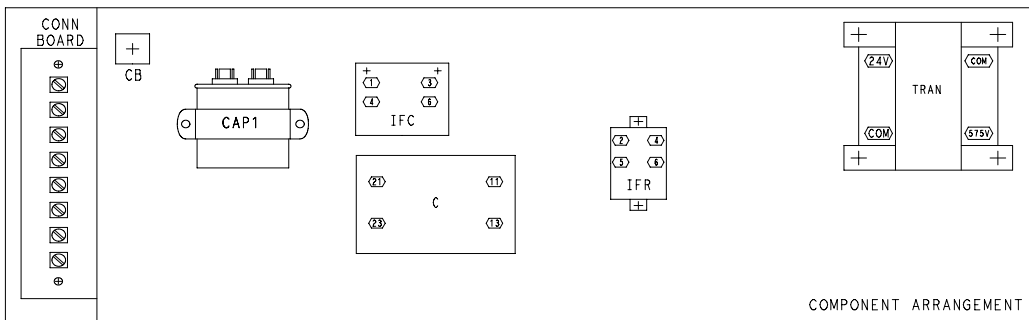 CONN
BOARD
CB
CAP1
1 3
4 6
IFC
21 11
C
23 13
2 4
5 6
IFR
24V COM
TRAN
COM 575V
COMPONENT ARRANGEMENT